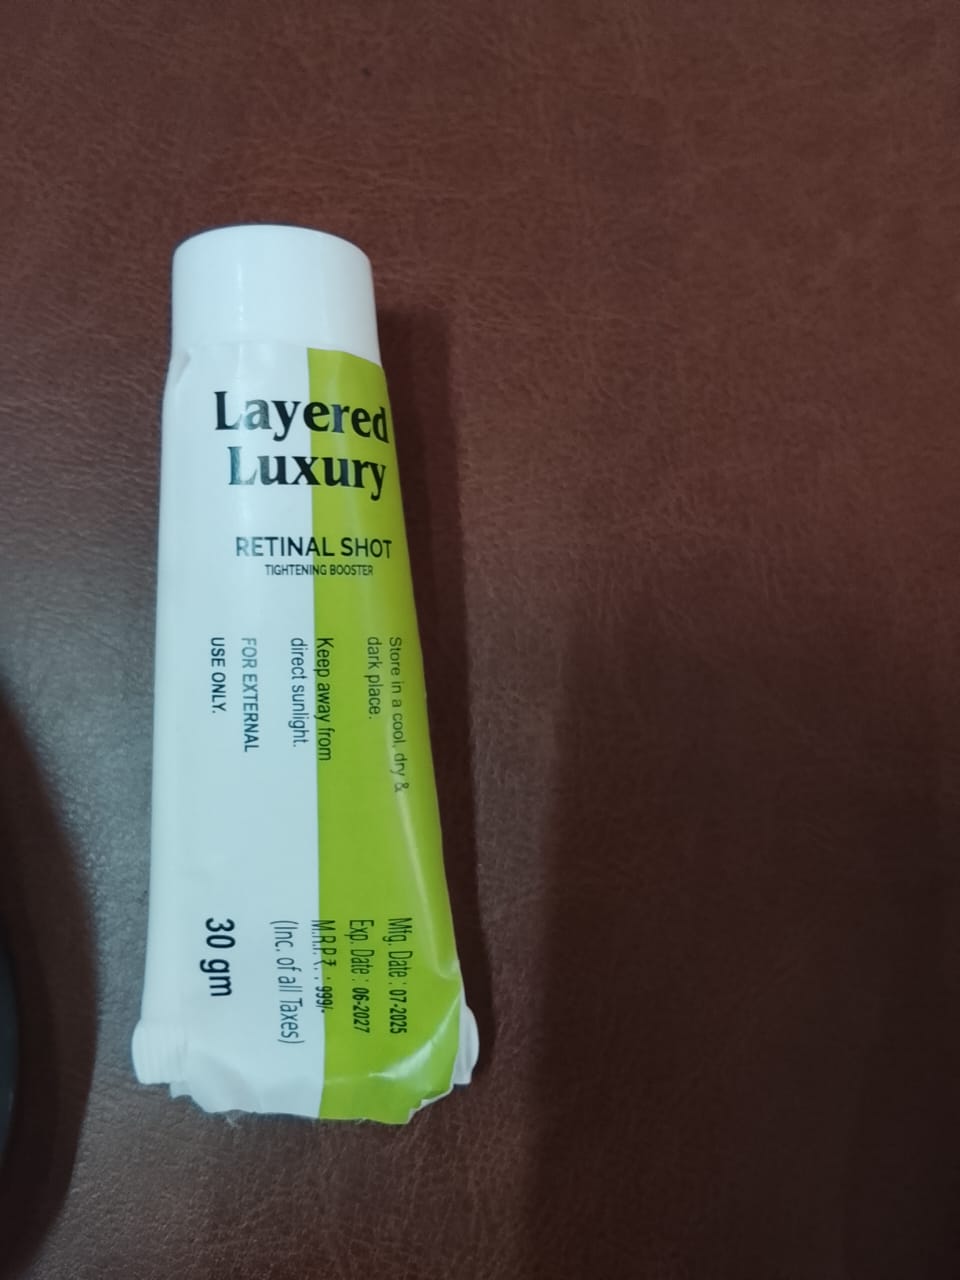 Layered
Luxury
RETINAL SHOT
TIGHTENING BOOSTER
Store in a cool, dry &
dark place.
Keep away from
direct sunlight.
FOR EXTERNAL
USE ONLY.
Mfg. Date : 07-2025
Exp. Date : 06-2027
M.R.P.₹. : 999/-
(Inc. of all Taxes)
30 gm